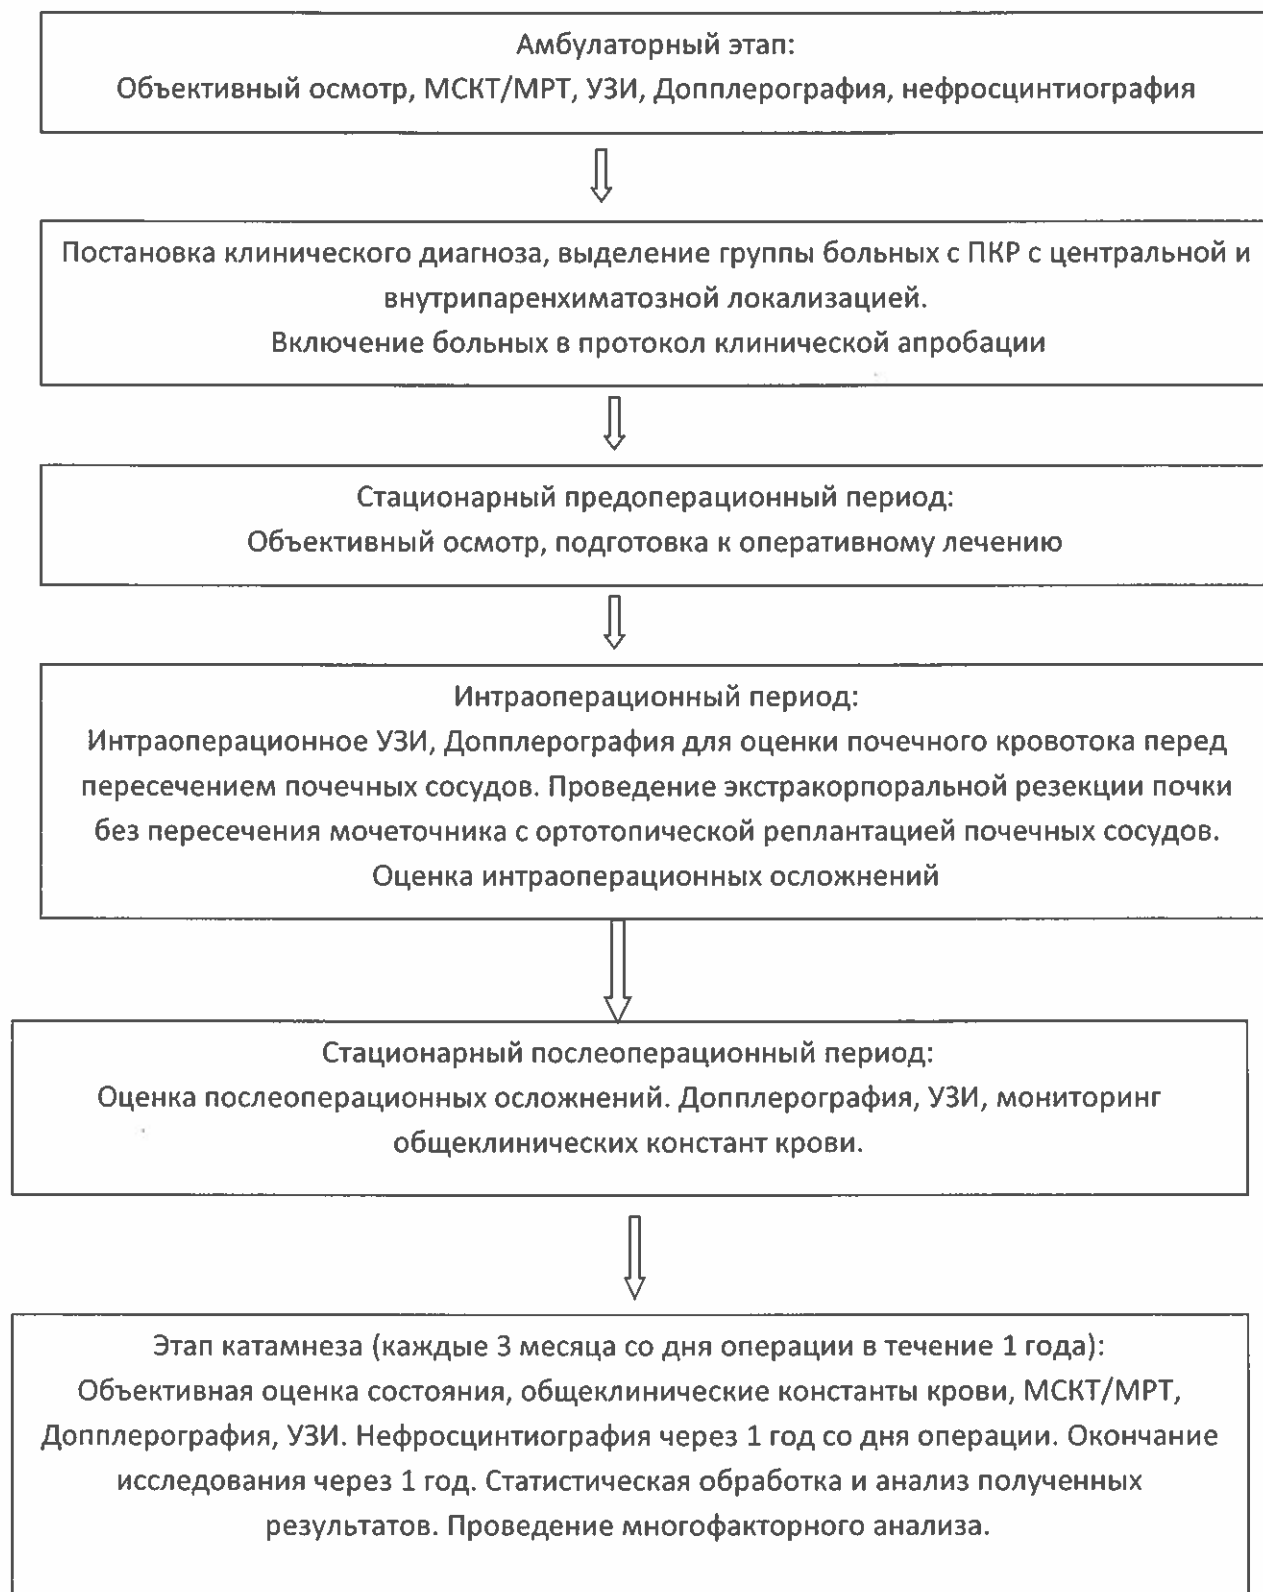 Амбулаторный этап:
Объективный осмотр, МСКТ/МРТ, УЗИ, Допплерография, нефросцинтиография
Постановка клинического диагноза, выделение группы больных с ПКР с центральной и
внутрипаренхиматозной локализацией.
Включение больных в протокол клинической апробации
Стационарный предоперационный период:
Объективный осмотр, подготовка к оперативному лечению
Интраоперационный период:
Интраоперационное УЗИ, Допплерография для оценки почечного кровотока перед
пересечением почечных сосудов. Проведение экстракорпоральной резекции почки
без пересечения мочеточника с ортотопической реплантацией почечных сосудов.
Оценка интраоперационных осложнений
Стационарный послеоперационный период:
Оценка послеоперационных осложнений. Допплерография, УЗИ, мониторинг
общеклинических констант крови.
Этап катамнеза (каждые 3 месяца со дня операции в течение 1 года):
Объективная оценка состояния, общеклинические константы крови, МСКТ/МРТ,
Допплерография, УЗИ. Нефросцинтиография через 1 год со дня операции. Окончание
исследования через 1 год. Статистическая обработка и анализ полученных
результатов. Проведение многофакторного анализа.